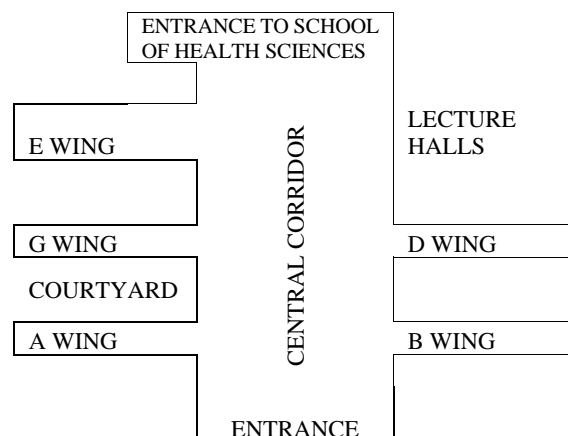 ENTRANCE TO SCHOOL
OF HEALTH SCIENCES
LECTURE
HALLS
E WING
CENTRAL CORRIDOR
G WING
D WING
COURTYARD
A WING
B WING
ENTRANCE